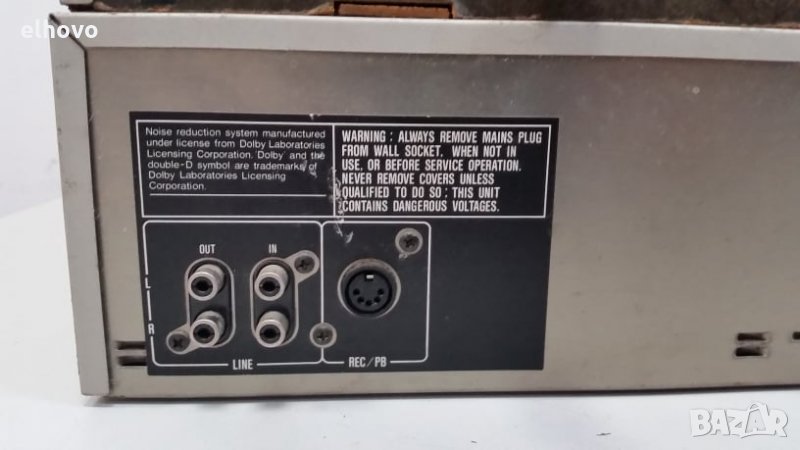 elhovo
Noise reduction system manufactured
under license from Dolby Laboratories
Licensing Corporation. 'Dolby' and the
double-D symbol are trademarks of
Dolby Laboratories Licensing
Corporation.
WARNING : ALWAYS REMOVE MAINS PLUG
FROM WALL SOCKET. WHEN NOT IN
USE, OR BEFORE SERVICE OPERATION.
NEVER REMOVE COVERS UNLESS
QUALIFIED TO DO SO : THIS UNIT
CONTAINS DANGEROUS VOLTAGES.
OUT IN
L
R
LINE
REC/PB
BAZAR